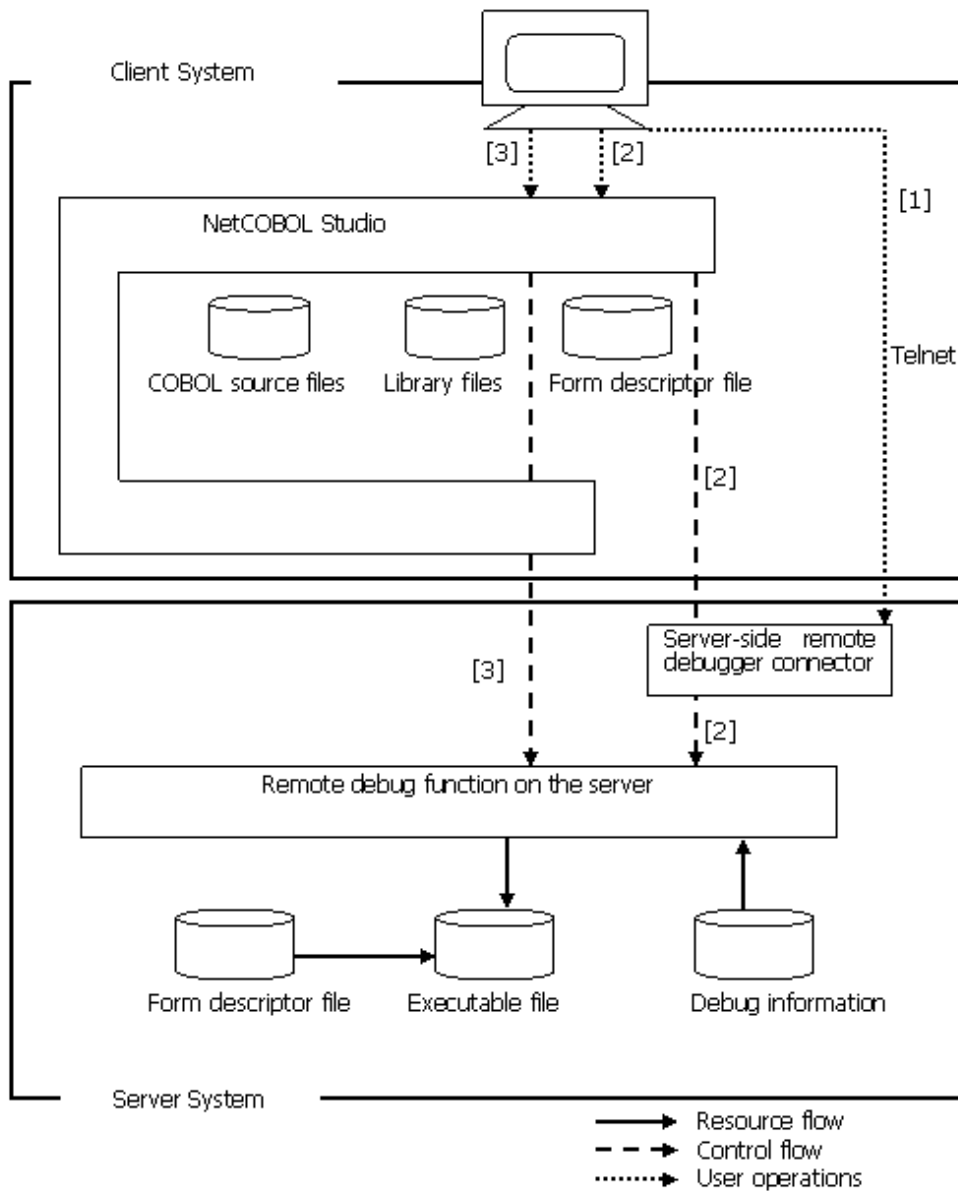 Client System
[3]
[2]
[1]
NetCOBOL Studio
Telnet
COBOL source files
Library files
Form descriptor file
[2]
Server-side remote
debugger connector
[3]
[2]
Remote debug function on the server
Form descriptor file
Executable file
Debug information
Server System
Resource flow
Control flow
User operations